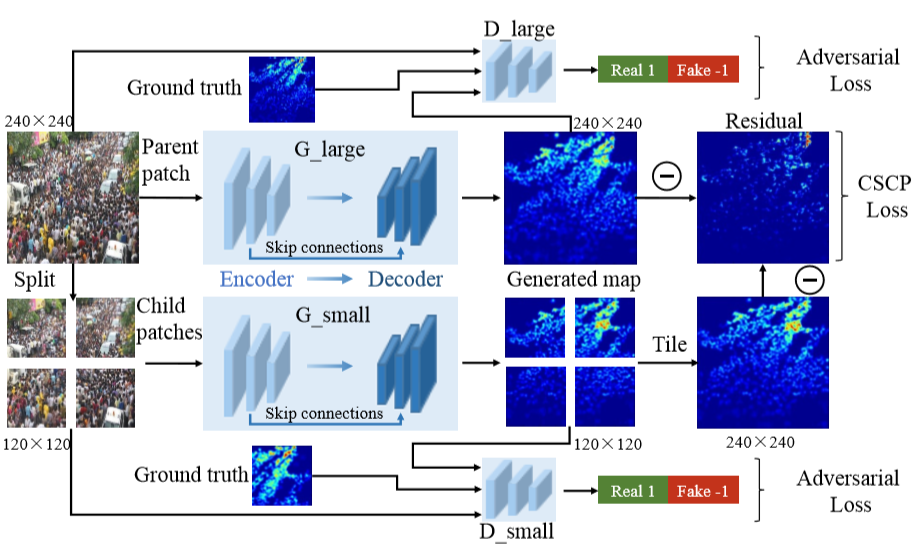 D_large
Ground truth
Real 1 Fake -1
Adversarial
Loss
240×240
240×240
Residual
Parent
patch
G_large
CSCP
Loss
Skip connections
Split
Encoder
Decoder
Generated map
Child
patches
G_small
Tile
Skip connections
120×120
120×120
240×240
Ground truth
Real 1 Fake -1
Adversarial
Loss
D_small